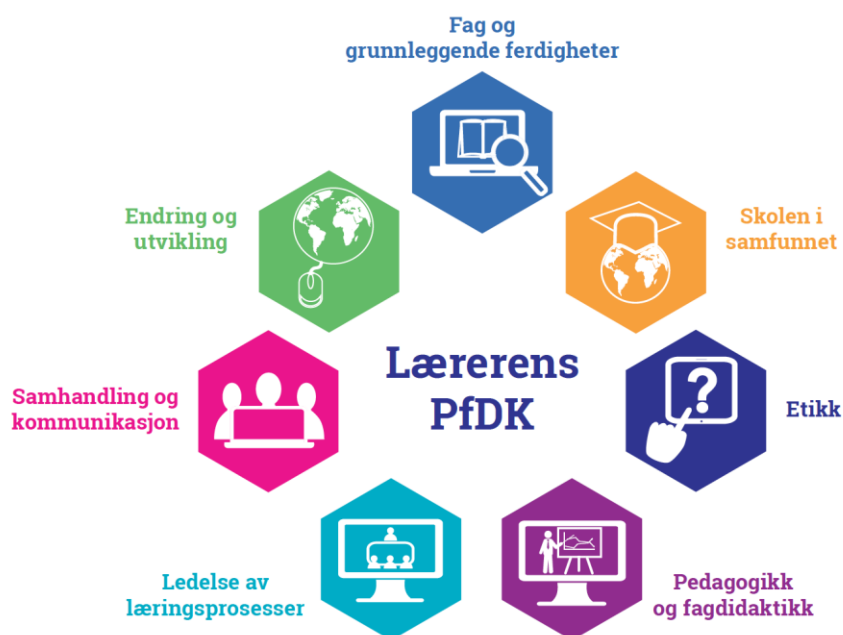 Fag og
grunnleggende ferdigheter
Endring og
utvikling
Skolen i
samfunnet
Lærerens
PfDK
Samhandling og
kommunikasjon
?
Etikk
Ledelse av
læringsprosesser
Pedagogikk
og fagdidaktikk